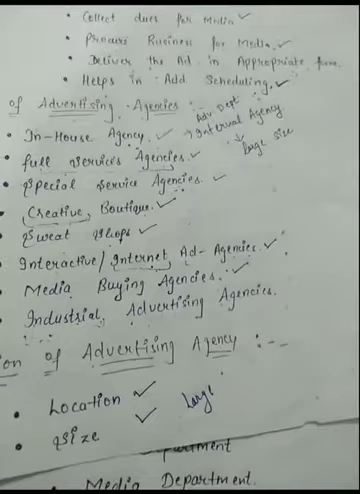 Collect dues for Media
Procure Business for Media.
Deliver the Ad in Appropriate form.
Helps in Add Scheduling.
of Advertising Agencies :-
Adv Dept
In-House Agency. → Internal Agency.
↓ large size
full Services Agencies.
Special Service Agencies.
Creative Boutique.
Sweat Shops
Interactive/Internet Ad-Agencies.
Media Buying Agencies.
Industrial Advertising Agencies.
ion of Advertising Agency :-
Location
Size Large
partment
Media Department.